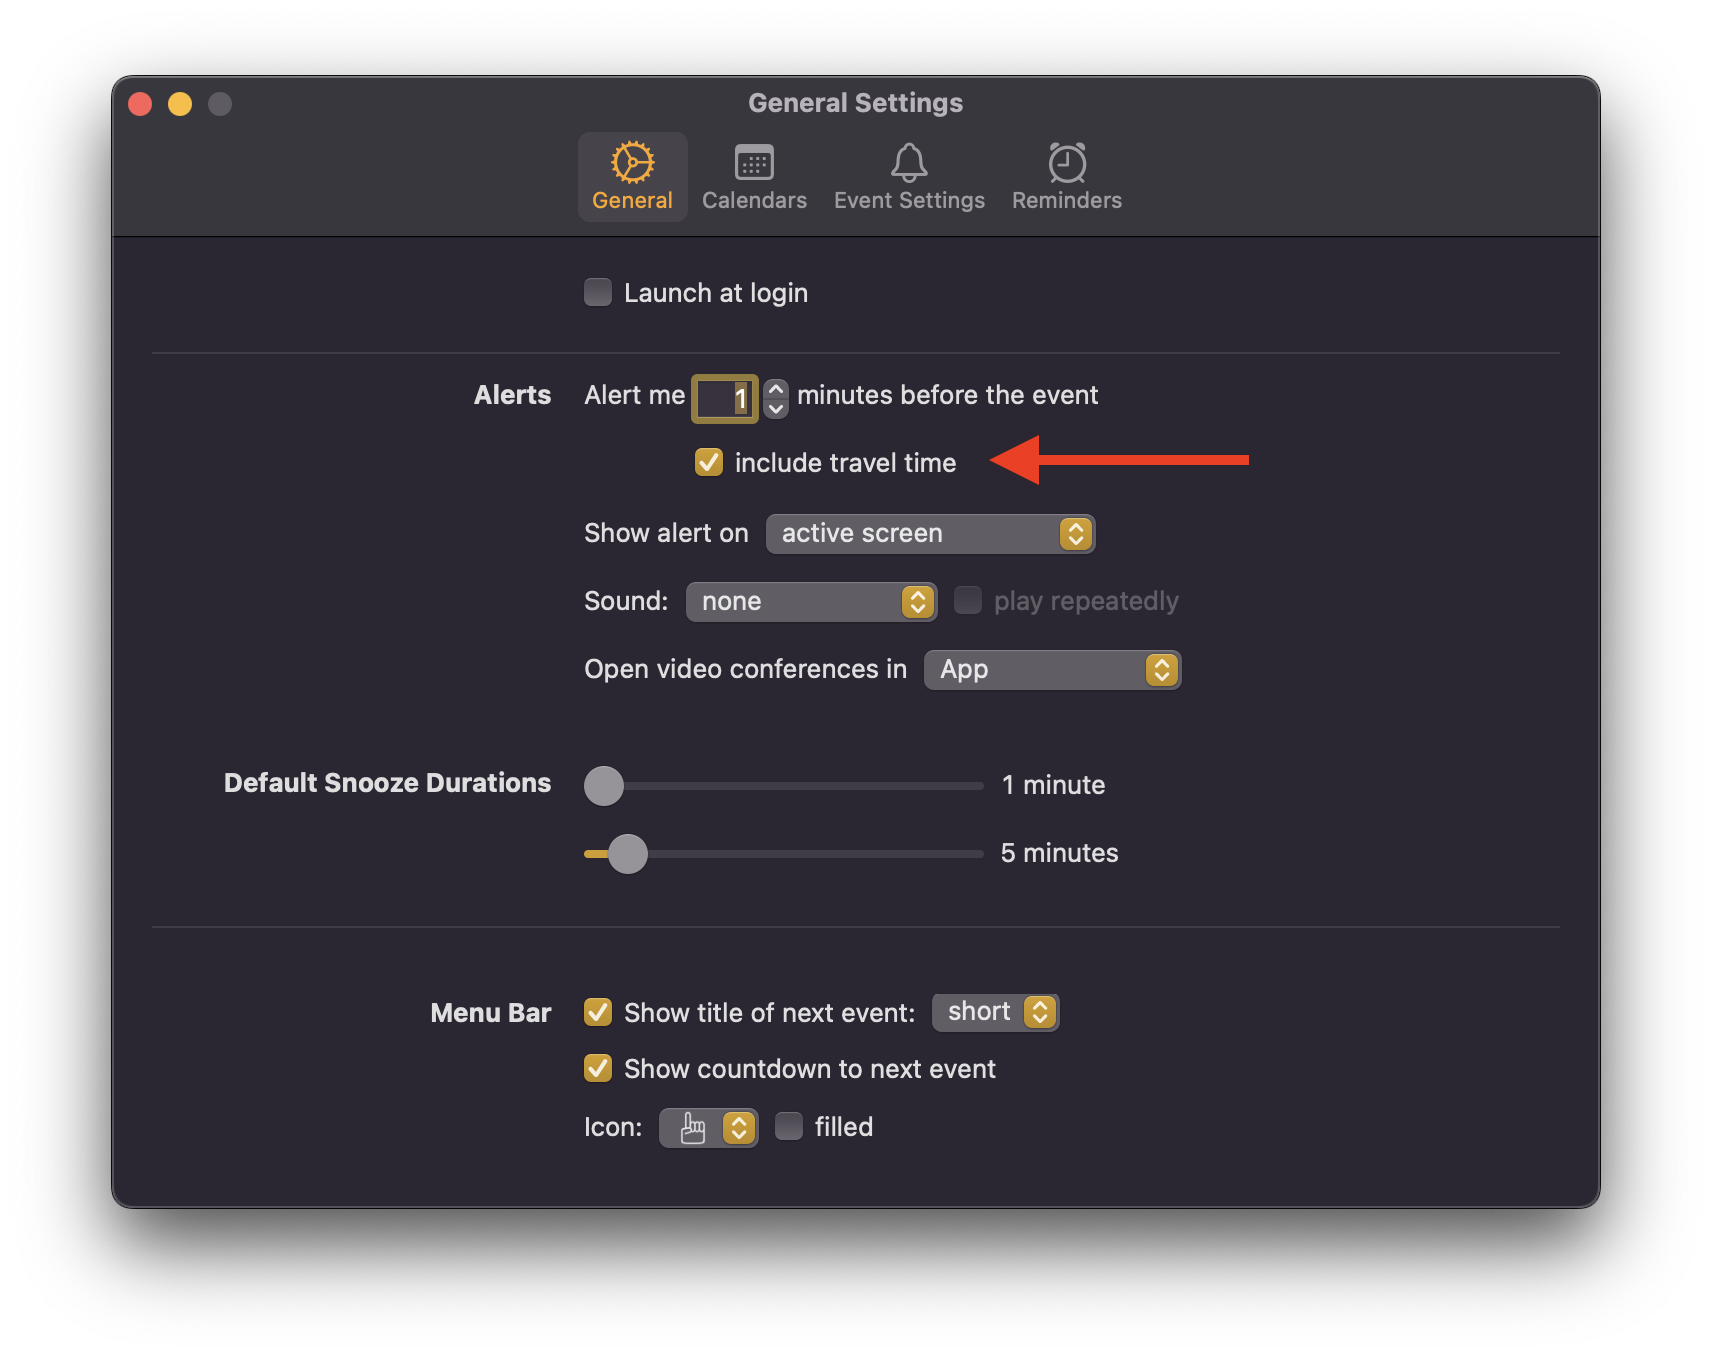 General Settings
General Calendars Event Settings Reminders
Launch at login
Alerts Alert me 1 minutes before the event
include travel time
Show alert on active screen
Sound: none play repeatedly
Open video conferences in App
Default Snooze Durations 1 minute
5 minutes
Menu Bar Show title of next event: short
Show countdown to next event
Icon: filled